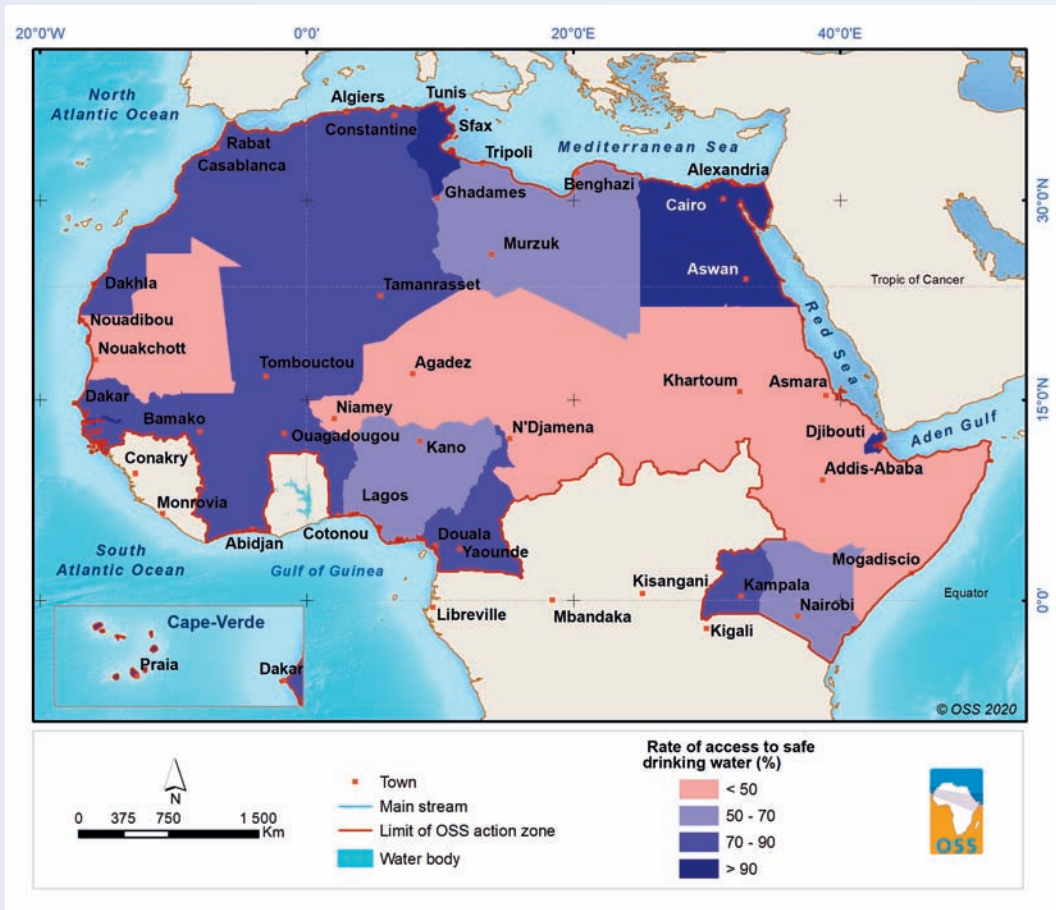 20°0'W
0°0'
20°0'E
40°0'E
North
Atlantic Ocean
Algiers
Tunis
Constantine
Sfax
Rabat
Casablanca
Tripoli
Mediterranean Sea
Benghazi
Alexandria
Ghadames
Cairo
30°0'N
Murzuk
Aswan
Dakhla
Tamanrasset
Tropic of Cancer
Nouadibou
Red Sea
Nouakchott
Tombouctou
Agadez
Khartoum
Asmara
15°0'N
Dakar
Niamey
Bamako
Ouagadougou
Kano
N'Djamena
Djibouti
Aden Gulf
Conakry
Addis-Ababa
Monrovia
Lagos
Abidjan
Cotonou
Douala
Yaounde
South
Atlantic Ocean
Gulf of Guinea
Mogadiscio
Kisangani
Kampala
Equator
0°0'
Libreville
Mbandaka
Nairobi
Kigali
Cape-Verde
Praia
Dakar
© OSS 2020
N
0 375 750 1 500
Km
Town
Main stream
Limit of OSS action zone
Water body
Rate of access to safe
drinking water (%)
< 50
50 - 70
70 - 90
> 90
OSS